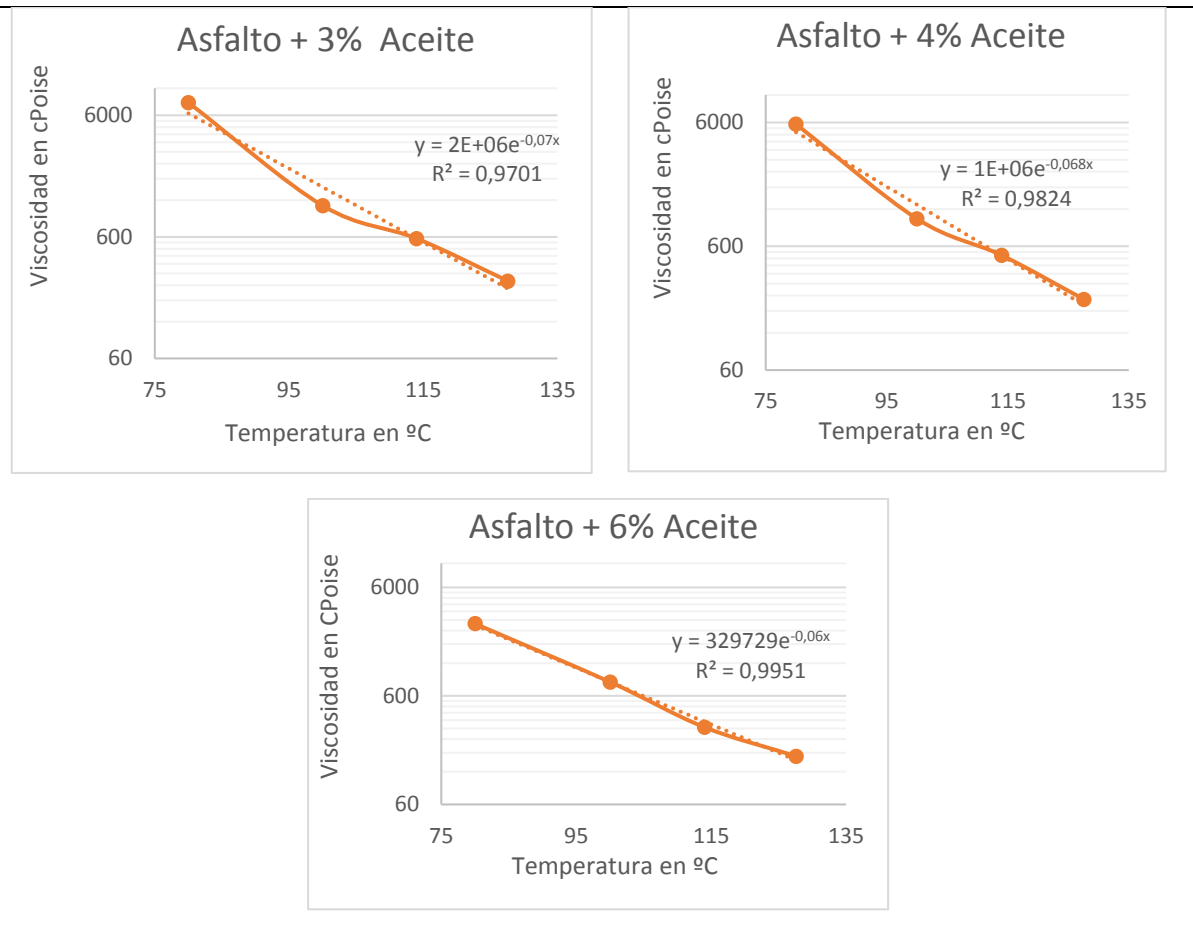 Asfalto + 3%  Aceite
Viscosidad en cPoise
6000
600
60
y = 2E+06e^-0,07x
R² = 0,9701
75 95 115 135
Temperatura en ºC
Asfalto + 4% Aceite
Viscosidad en cPoise
6000
600
60
y = 1E+06e^-0,068x
R² = 0,9824
75 95 115 135
Temperatura en ºC
Asfalto + 6% Aceite
Viscosidad en CPoise
6000
600
60
y = 329729e^-0,06x
R² = 0,9951
75 95 115 135
Temperatura en ºC